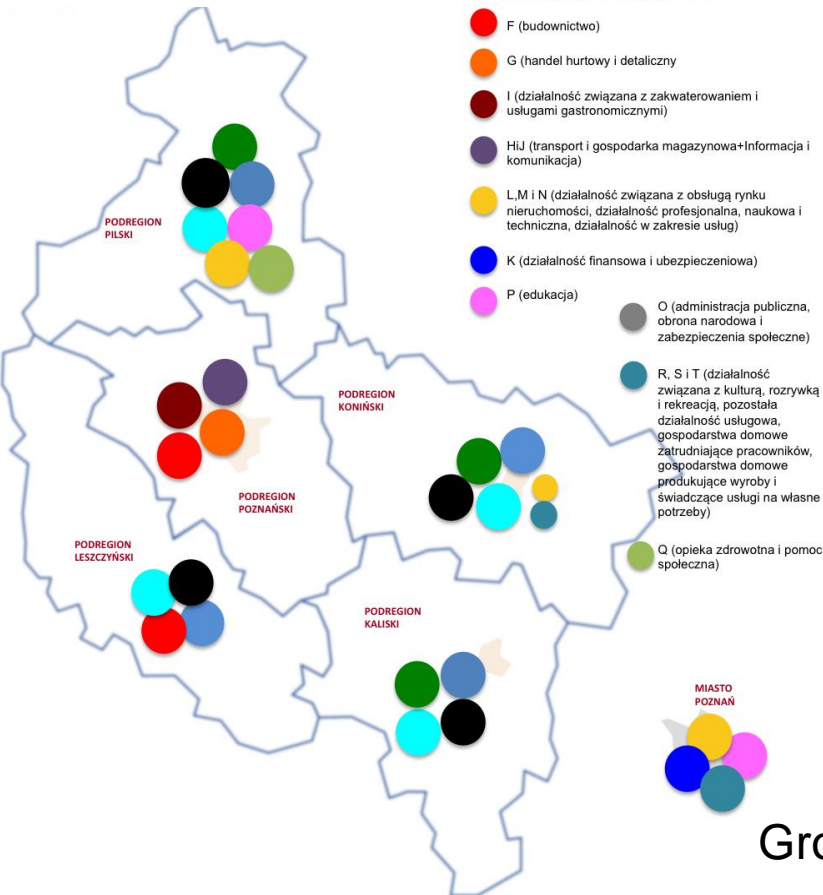 F (budownictwo)
G (handel hurtowy i detaliczny
I (działalność związana z zakwaterowaniem i
usługami gastronomicznymi)
HiJ (transport i gospodarka magazynowa+Informacja i
komunikacja)
L,M i N (działalność związana z obsługą rynku
nieruchomości, działalność profesjonalna, naukowa i
techniczna, działalność w zakresie usług)
K (działalność finansowa i ubezpieczeniowa)
P (edukacja)
O (administracja publiczna,
obrona narodowa i
zabezpieczenia społeczne)
R, S i T (działalność
związana z kulturą, rozrywką
i rekreacją, pozostała
działalność usługowa,
gospodarstwa domowe
zatrudniające pracowników,
gospodarstwa domowe
produkujące wyroby i
świadczące usługi na własne
potrzeby)
Q (opieka zdrowotna i pomoc
społeczna)
PODREGION
PILSKI
PODREGION
KONIŃSKI
PODREGION
POZNAŃSKI
PODREGION
LESZCZYŃSKI
PODREGION
KALISKI
MIASTO
POZNAŃ